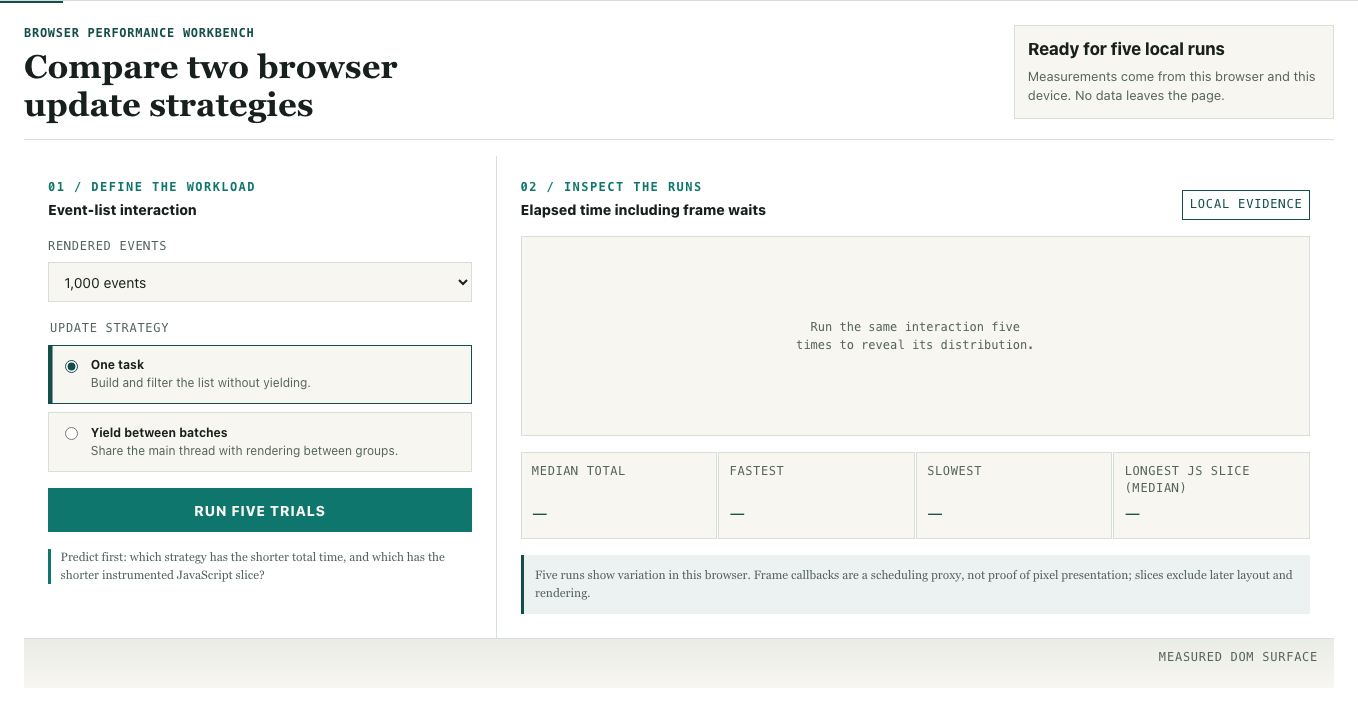 BROWSER PERFORMANCE WORKBENCH
Compare two browser
update strategies
Ready for five local runs
Measurements come from this browser and this
device. No data leaves the page.
01 / DEFINE THE WORKLOAD
Event-list interaction
RENDERED EVENTS
1,000 events
UPDATE STRATEGY
One task
Build and filter the list without yielding.
Yield between batches
Share the main thread with rendering between groups.
RUN FIVE TRIALS
Predict first: which strategy has the shorter total time, and which has the
shorter instrumented JavaScript slice?
02 / INSPECT THE RUNS
Elapsed time including frame waits
LOCAL EVIDENCE
Run the same interaction five
times to reveal its distribution.
MEDIAN TOTAL
—
FASTEST
—
SLOWEST
—
LONGEST JS SLICE
(MEDIAN)
—
Five runs show variation in this browser. Frame callbacks are a scheduling proxy, not proof of pixel presentation; slices exclude later layout and
rendering.
MEASURED DOM SURFACE